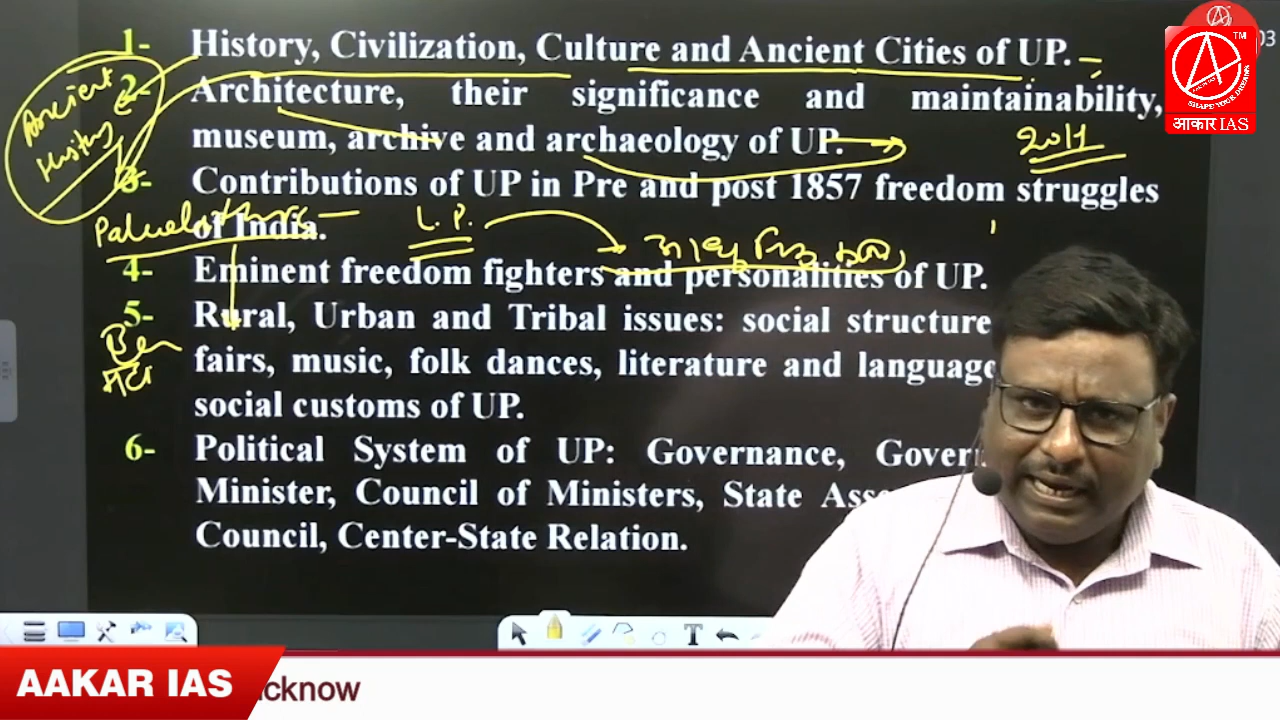 1- History, Civilization, Culture and Ancient Cities of UP.
2- Architecture, their significance and maintainability,
museum, archive and archaeology of UP.
3- Contributions of UP in Pre and post 1857 freedom struggles
of India.
4- Eminent freedom fighters and personalities of UP.
5- Rural, Urban and Tribal issues: social structure
fairs, music, folk dances, literature and language
social customs of UP.
6- Political System of UP: Governance, Govern
Minister, Council of Ministers, State Ass
Council, Center-State Relation.
Ancient
History
2017
L.P.
TM
SHAPE YOUR DREAMS
आकार IAS
03
T
AAKAR IAS
ucknow